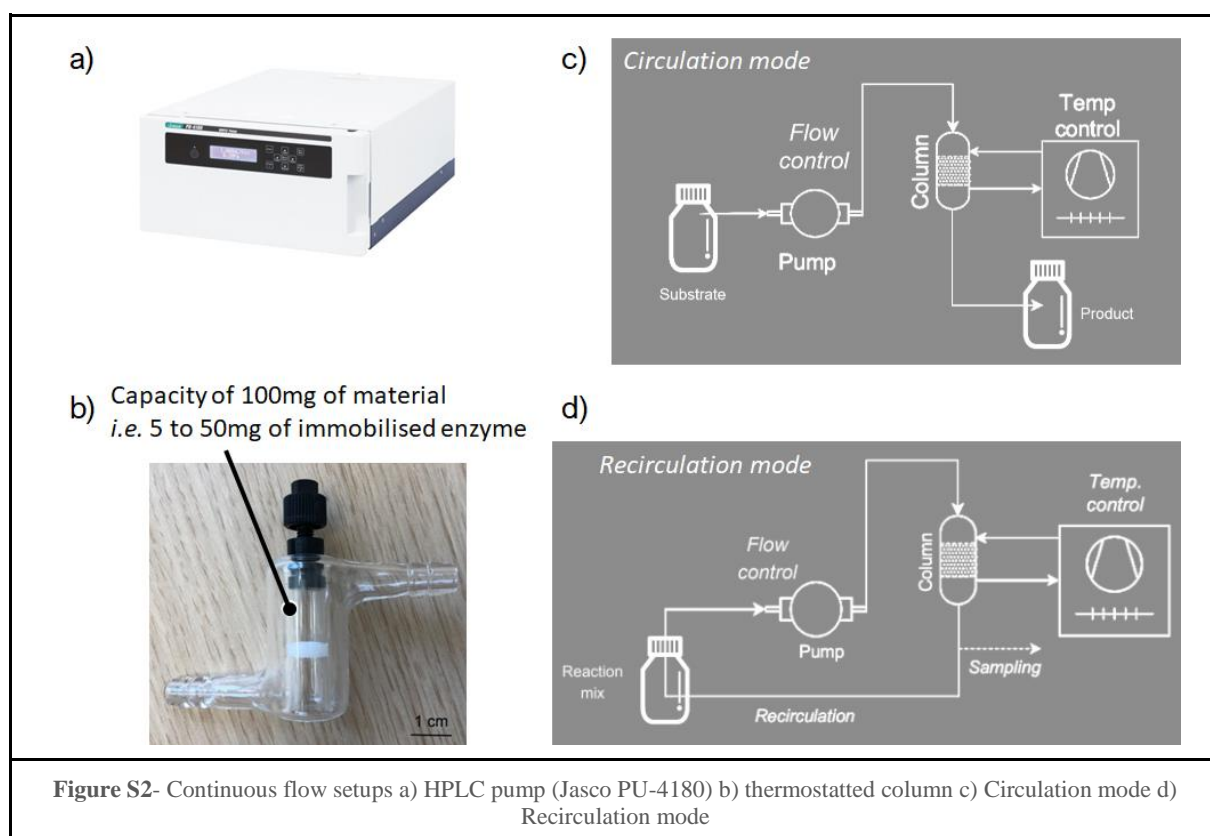 a)
c)
Circulation mode
Temp
control
Flow
control
Column
Pump
Substrate
Product
b)
Capacity of 100mg of material
i.e. 5 to 50mg of immobilised enzyme
1 cm
d)
Recirculation mode
Temp.
control
Flow
control
Column
Pump
Reaction
mix
Sampling
Recirculation
Figure S2- Continuous flow setups a) HPLC pump (Jasco PU-4180) b) thermostatted column c) Circulation mode d)
Recirculation mode